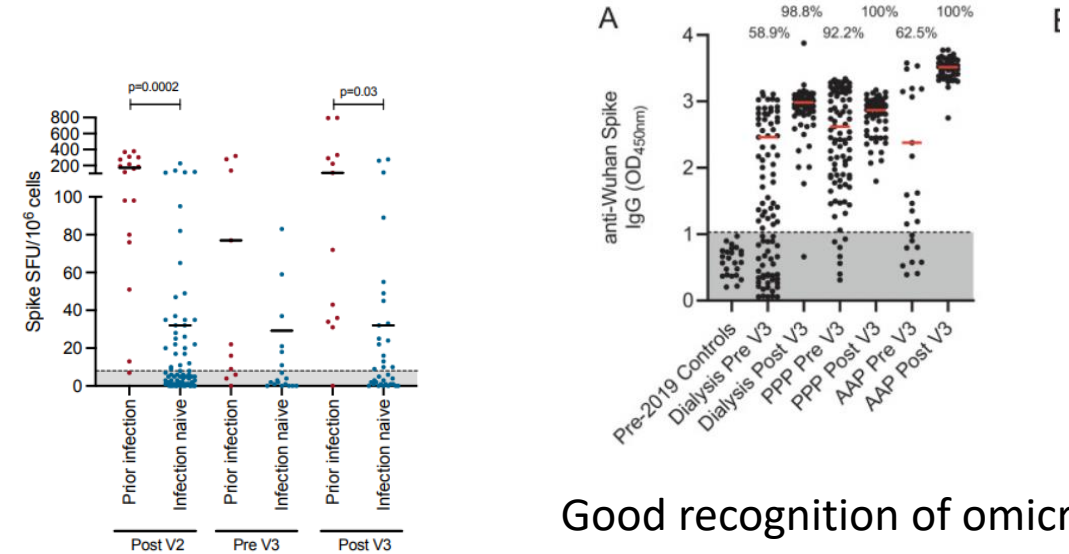 p=0.0002
p=0.03
800
600
400
200
100
80
60
40
20
0
Spike SFU/10⁶ cells
Prior infection
Infection naive
Prior infection
Infection naive
Prior infection
Infection naive
Post V2
Pre V3
Post V3
A
98.8%
100%
100%
58.9%
92.2%
62.5%
4
3
2
1
0
anti-Wuhan Spike
IgG (OD450nm)
Pre-2019 Controls
Dialysis Pre V3
Dialysis Post V3
PPP Pre V3
PPP Post V3
AAP Pre V3
AAP Post V3
Good recognition of omicr